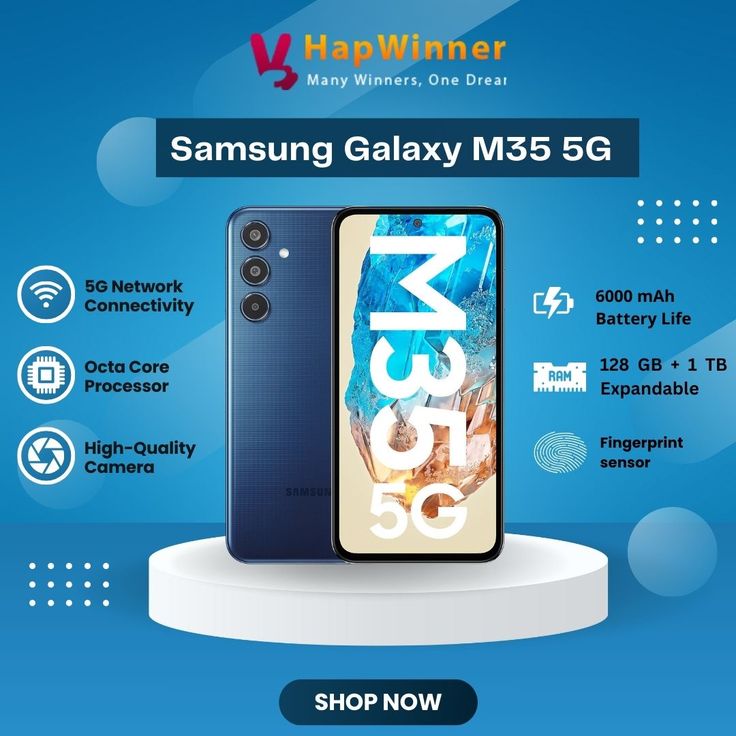 HapWinner
Many Winners, One Drear
Samsung Galaxy M35 5G
5G Network
Connectivity
Octa Core
Processor
High-Quality
Camera
SAMSUN
M35
5G
6000 mAh
Battery Life
RAM
128 GB + 1 TB
Expandable
Fingerprint
sensor
SHOP NOW